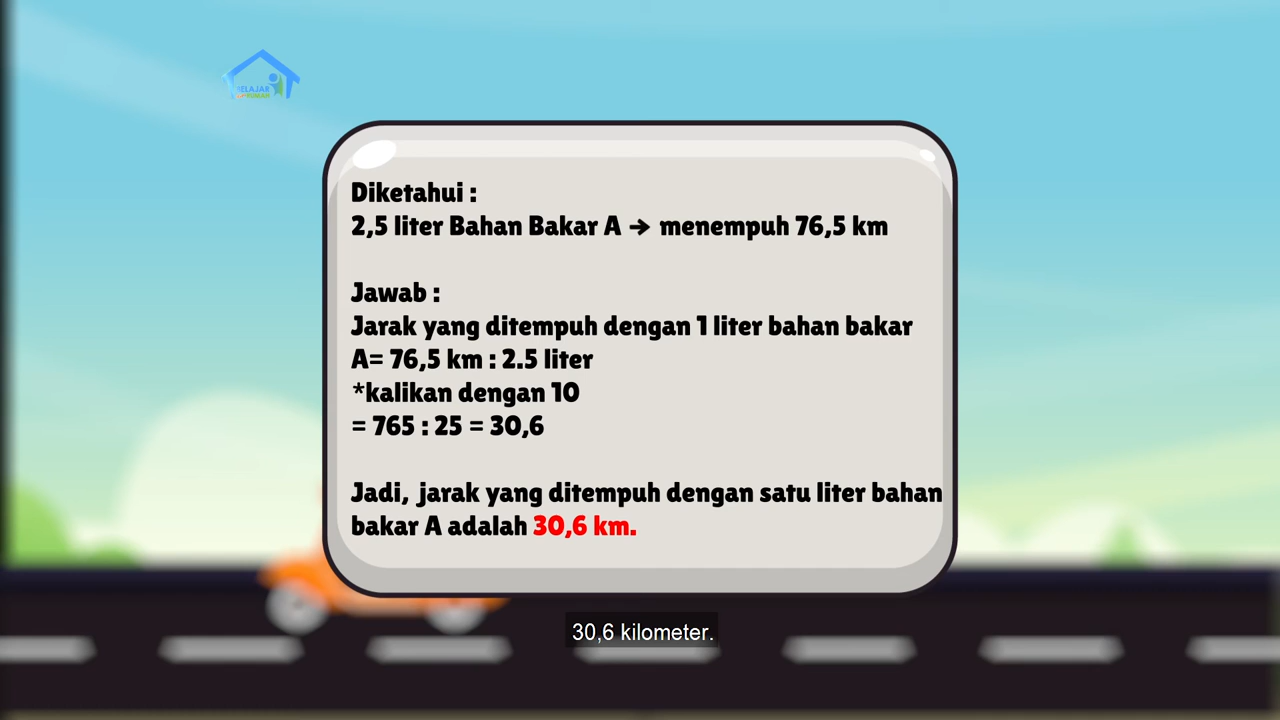 BELAJAR
RUMAH
Diketahui :
2,5 liter Bahan Bakar A → menempuh 76,5 km
Jawab :
Jarak yang ditempuh dengan 1 liter bahan bakar
A= 76,5 km : 2.5 liter
*kalikan dengan 10
= 765 : 25 = 30,6
Jadi, jarak yang ditempuh dengan satu liter bahan
bakar A adalah 30,6 km.
30,6 kilometer.